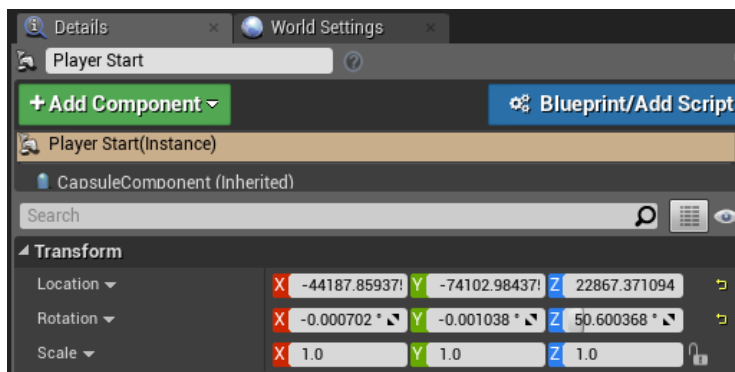 Details World Settings
Player Start
+ Add Component Blueprint/Add Script
Player Start(Instance)
CapsuleComponent (Inherited)
Search
Transform
Location X -44187.85937 Y -74102.98437 Z 22867.371094
Rotation X -0.000702 ° Y -0.001038 ° Z 50.600368 °
Scale X 1.0 Y 1.0 Z 1.0